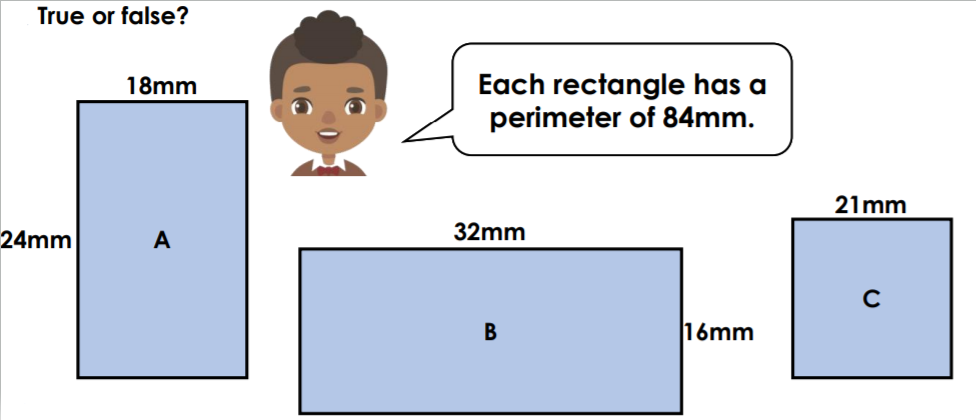 True or false?
Each rectangle has a
perimeter of 84mm.
18mm
24mm
A
32mm
B
16mm
21mm
C